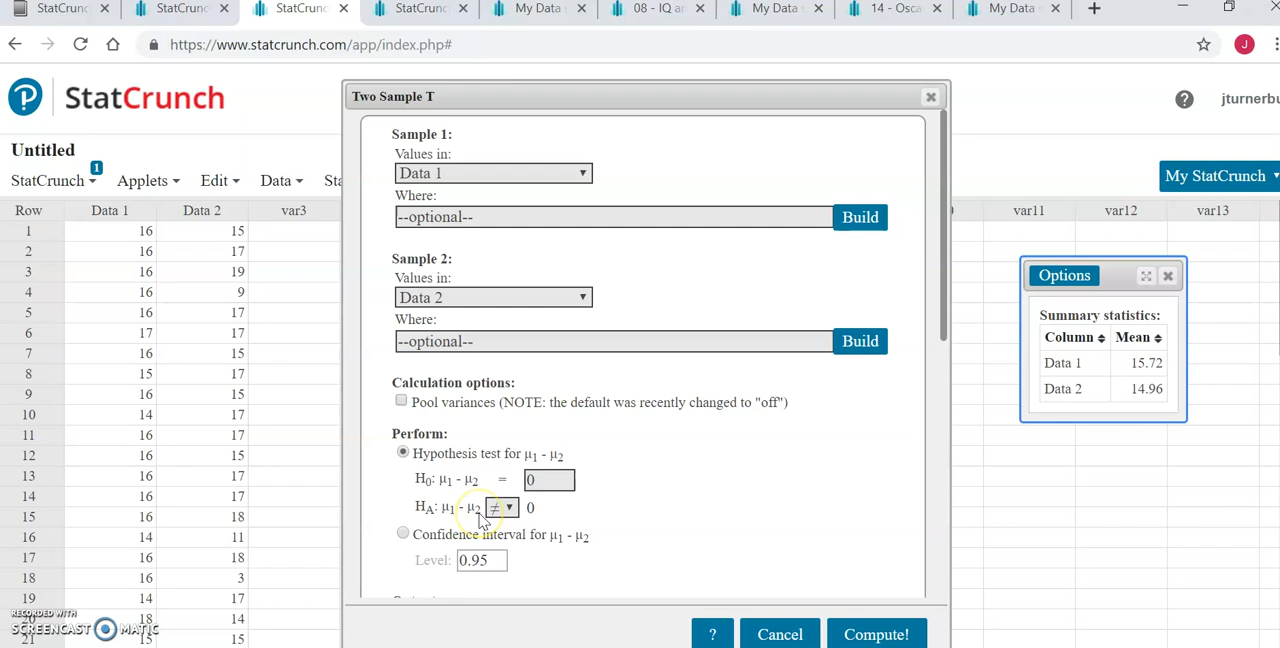 StatCrunch
StatCrunc
StatCrunc
StatCrunc
My Data
08 - IQ ar
My Data
14 - Osca
My Data
https://www.statcrunch.com/app/index.php#
J
P StatCrunch
? jturnerbu
Untitled
StatCrunch 1 Applets Edit Data Sta
My StatCrunch
Row Data 1 Data 2 var3 var11 var12 var13
1 16 15
2 16 17
3 16 19
4 16 9
5 16 17
6 17 17
7 16 15
8 15 17
9 16 15
10 14 17
11 16 17
12 16 15
13 16 17
14 16 17
15 16 18
16 14 11
17 16 18
18 16 3
19 14 17
20 18 14
21 15 15
RECORDED WITH
SCREENCAST MATIC
Two Sample T
Sample 1:
Values in:
Data 1
Where:
--optional-- Build
Sample 2:
Values in:
Data 2
Where:
--optional-- Build
Calculation options:
Pool variances (NOTE: the default was recently changed to "off")
Perform:
Hypothesis test for μ1 - μ2
H0: μ1 - μ2 = 0
HA: μ1 - μ2 ≠ 0
Confidence interval for μ1 - μ2
Level: 0.95
? Cancel Compute!
Options
Summary statistics:
Column Mean
Data 1 15.72
Data 2 14.96